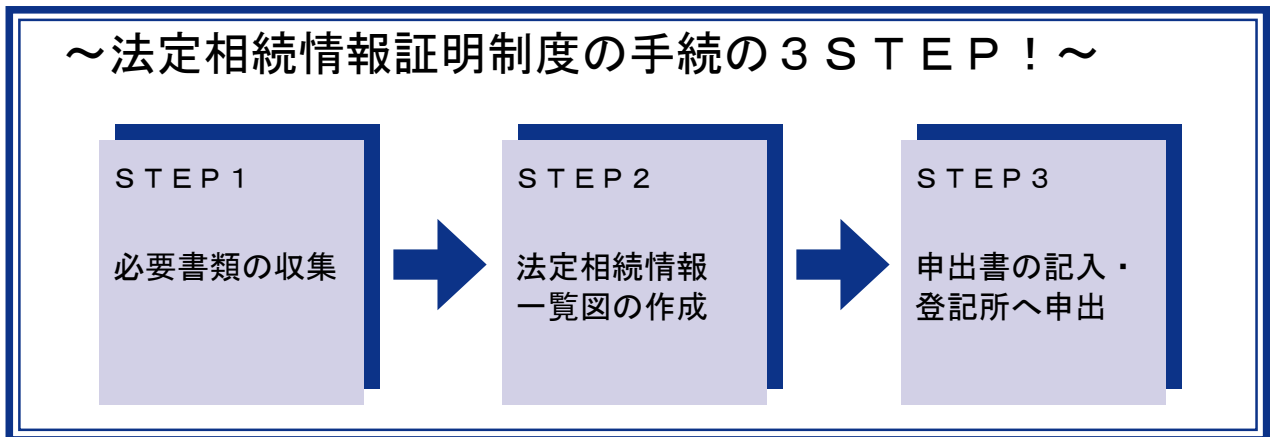 ～法定相続情報証明制度の手続の３ＳＴＥＰ！～
ＳＴＥＰ１
必要書類の収集
ＳＴＥＰ２
法定相続情報
一覧図の作成
ＳＴＥＰ３
申出書の記入・
登記所へ申出